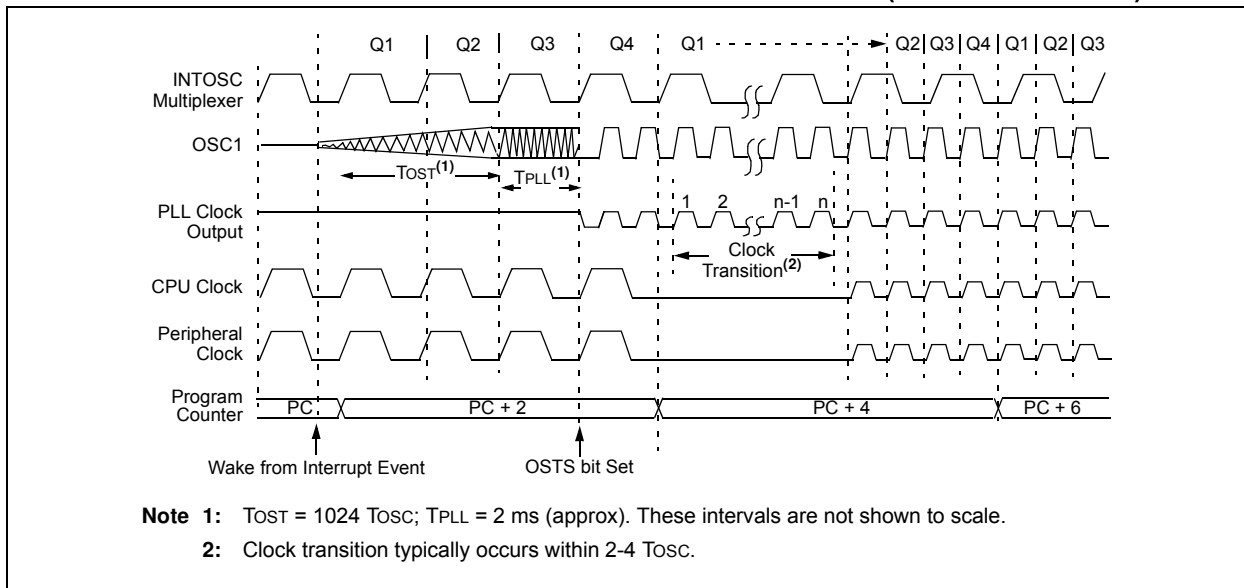 Q1 Q2 Q3 Q4 Q1 Q2 Q3 Q4 Q1 Q2 Q3
INTOSC
Multiplexer
OSC1
TOST(1) TPLL(1)
PLL Clock
Output
1 2 n-1 n
Clock
Transition(2)
CPU Clock
Peripheral
Clock
Program
Counter
PC PC + 2 PC + 4 PC + 6
Wake from Interrupt Event OSTS bit Set
Note 1: TOST = 1024 TOSC; TPLL = 2 ms (approx). These intervals are not shown to scale.
2: Clock transition typically occurs within 2-4 TOSC.